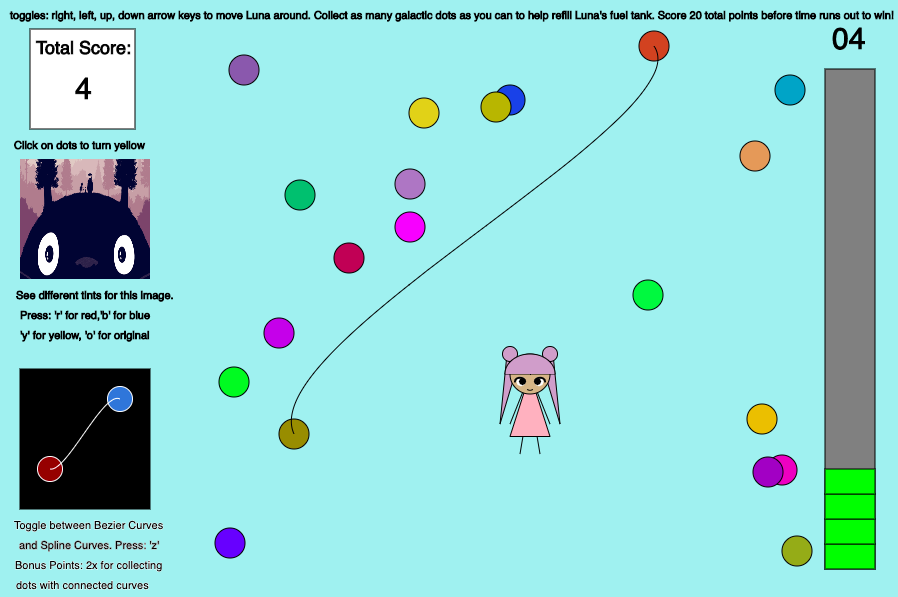 toggles: right, left, up, down arrow keys to move Luna around. Collect as many galactic dots as you can to help refill Luna's fuel tank. Score 20 total points before time runs out to win!
04
Total Score:
4
Click on dots to turn yellow
See different tints for this image.
Press: 'r' for red,'b' for blue
'y' for yellow, 'o' for original
Toggle between Bezier Curves
and Spline Curves. Press: 'z'
Bonus Points: 2x for collecting
dots with connected curves